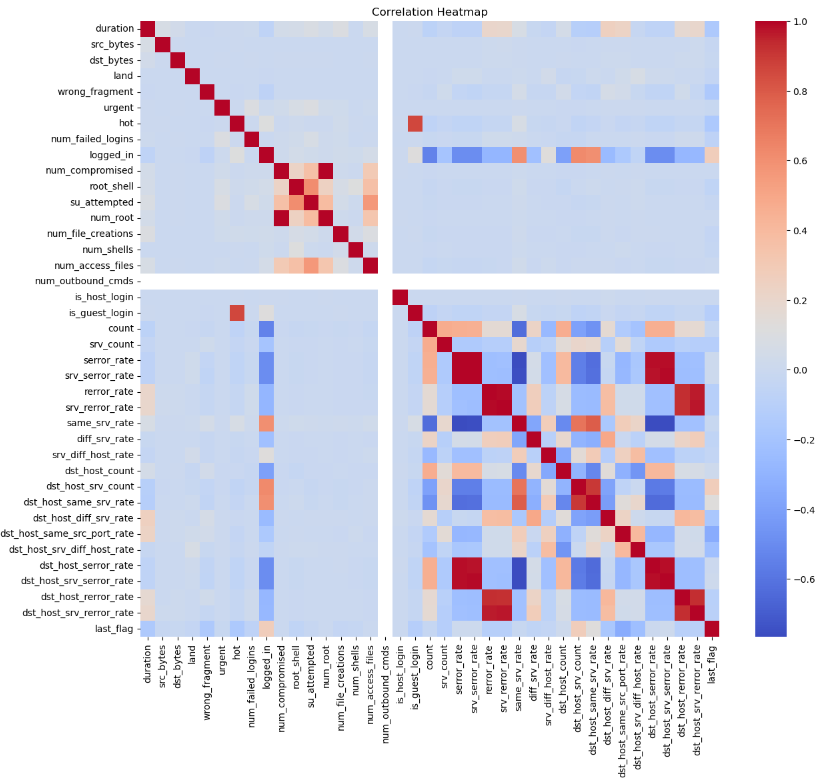 Correlation Heatmap
duration
src_bytes
dst_bytes
land
wrong_fragment
urgent
hot
num_failed_logins
logged_in
num_compromised
root_shell
su_attempted
num_root
num_file_creations
num_shells
num_access_files
num_outbound_cmds
is_host_login
is_guest_login
count
srv_count
serror_rate
srv_serror_rate
rerror_rate
srv_rerror_rate
same_srv_rate
diff_srv_rate
srv_diff_host_rate
dst_host_count
dst_host_srv_count
dst_host_same_srv_rate
dst_host_diff_srv_rate
dst_host_same_src_port_rate
dst_host_srv_diff_host_rate
dst_host_serror_rate
dst_host_srv_serror_rate
dst_host_rerror_rate
dst_host_srv_rerror_rate
last_flag
duration
src_bytes
dst_bytes
land
wrong_fragment
urgent
hot
num_failed_logins
logged_in
num_compromised
root_shell
su_attempted
num_root
num_file_creations
num_shells
num_access_files
num_outbound_cmds
is_host_login
is_guest_login
count
srv_count
serror_rate
srv_serror_rate
rerror_rate
srv_rerror_rate
same_srv_rate
diff_srv_rate
srv_diff_host_rate
dst_host_count
dst_host_srv_count
dst_host_same_srv_rate
dst_host_diff_srv_rate
dst_host_same_src_port_rate
dst_host_srv_diff_host_rate
dst_host_serror_rate
dst_host_srv_serror_rate
dst_host_rerror_rate
dst_host_srv_rerror_rate
last_flag
1.0
0.8
0.6
0.4
0.2
0.0
−0.2
−0.4
−0.6